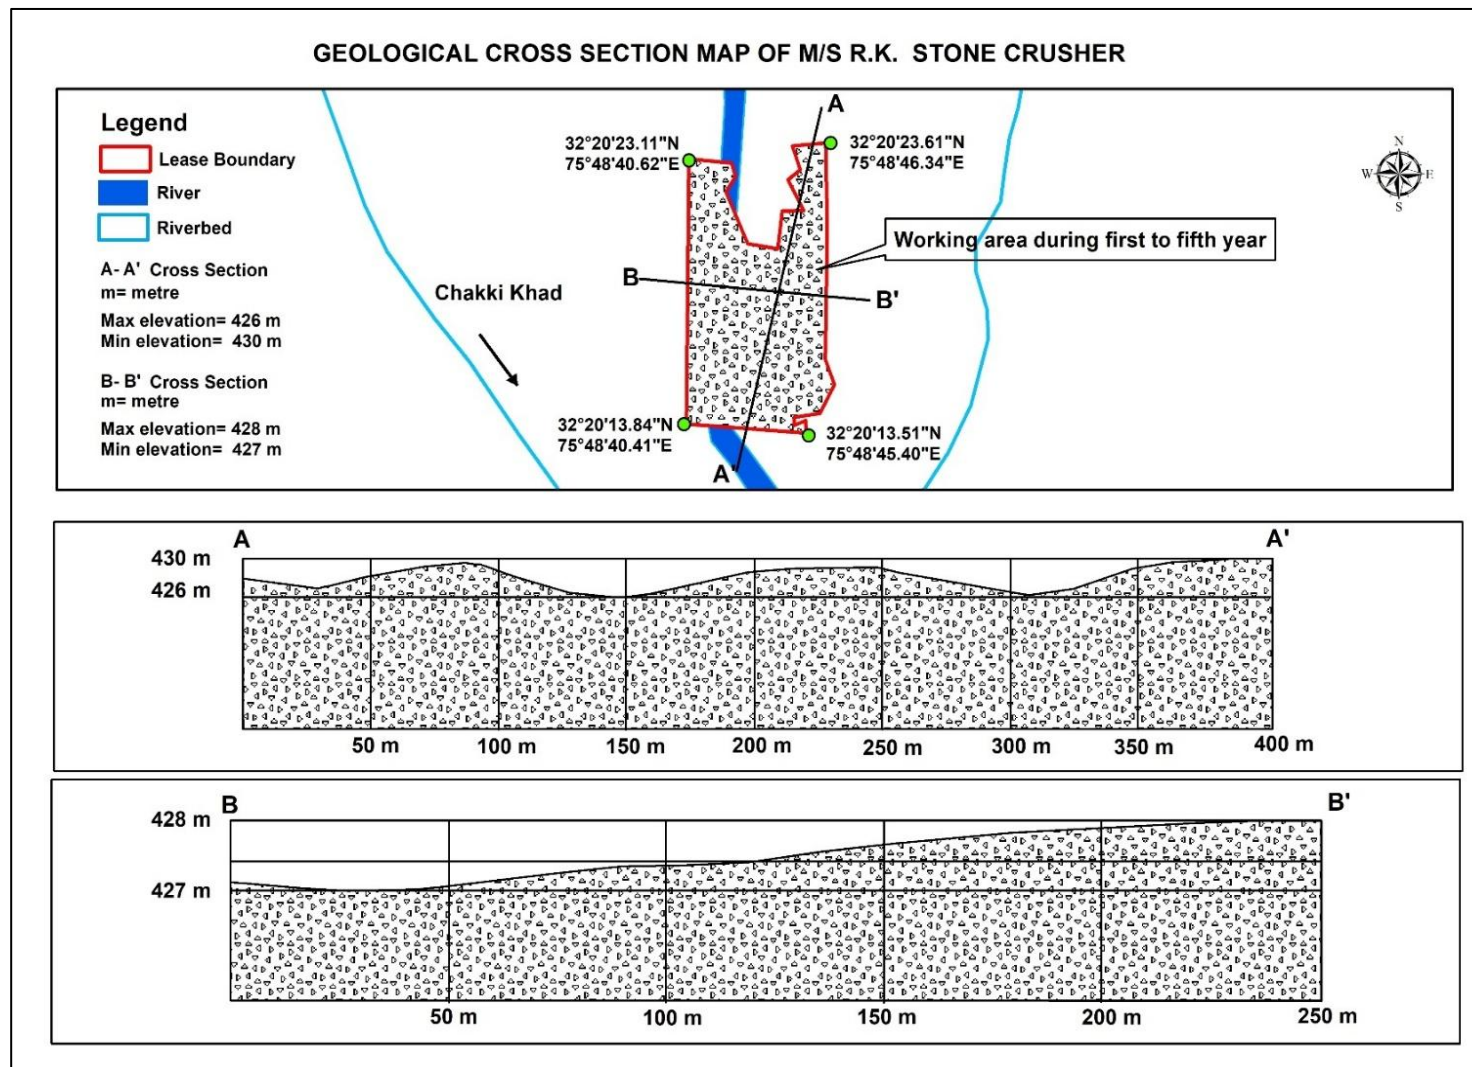 GEOLOGICAL CROSS SECTION MAP OF M/S R.K. STONE CRUSHER
Legend
Lease Boundary
River
Riverbed
A- A' Cross Section
m= metre
Max elevation= 426 m
Min elevation= 430 m
B- B' Cross Section
m= metre
Max elevation= 428 m
Min elevation= 427 m
Chakki Khad
32°20'23.11"N
75°48'40.62"E
A
32°20'23.61"N
75°48'46.34"E
Working area during first to fifth year
B
B'
32°20'13.84"N
75°48'40.41"E
32°20'13.51"N
75°48'45.40"E
A'
N
W
E
S
A
A'
430 m
426 m
50 m
100 m
150 m
200 m
250 m
300 m
350 m
400 m
B
B'
428 m
427 m
50 m
100 m
150 m
200 m
250 m